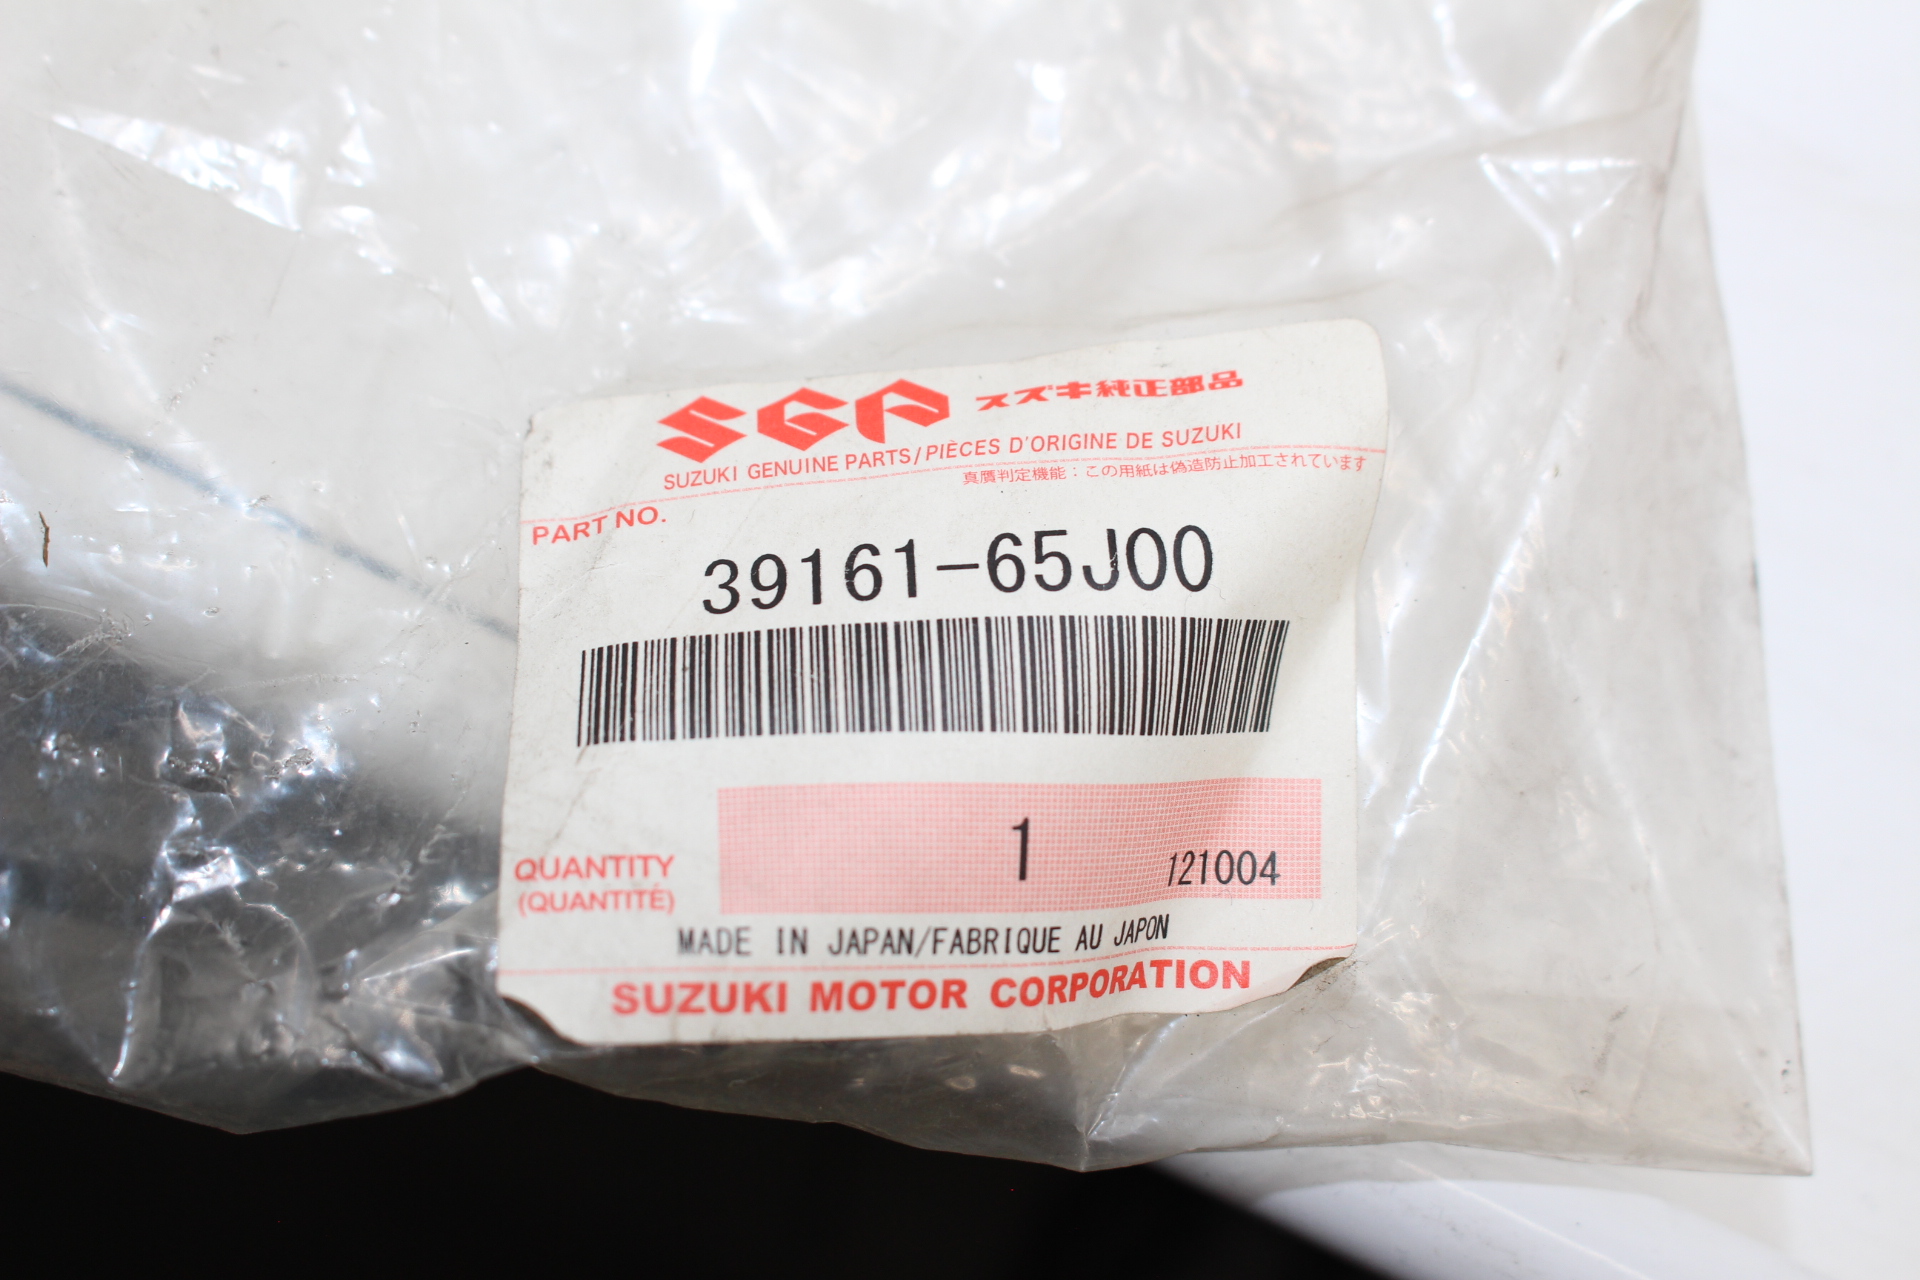 SGP スズキ純正部品
SUZUKI GENUINE PARTS/PIÈCES D'ORIGINE DE SUZUKI
真贋判定機能：この用紙は偽造防止加工されています
PART NO.
39161-65J00
1
121004
QUANTITY
(QUANTITÉ)
MADE IN JAPAN/FABRIQUE AU JAPON
SUZUKI MOTOR CORPORATION